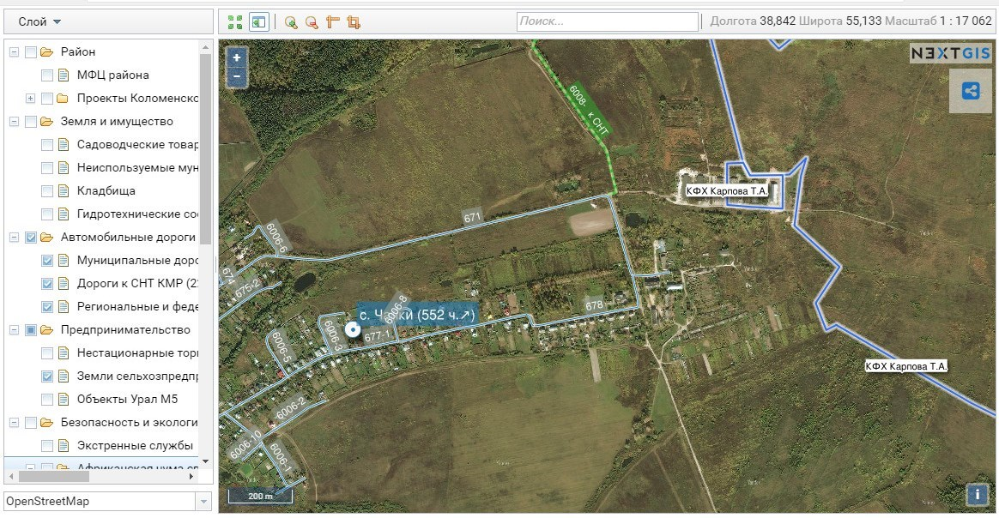 Слой
Поиск...
Долгота 38,842 Широта 55,133 Масштаб 1 : 17 062
Район
МФЦ района
Проекты Коломенско
Земля и имущество
Садоводческие товар
Неиспользуемые мун
Кладбища
Гидротехнические соо
Автомобильные дороги
Муниципальные доро
Дороги к СНТ КМР (2
Региональные и феде
Предпринимательство
Нестационарные торг
Земли сельхозпредпр
Объекты Урал М5
Безопасность и экологи
Экстренные службы
Африканская чума св
OpenStreetMap
+
−
NEXTGIS
6008- к СНТ
КФХ Карпова Т.А.
671
6006-6
674
675-2
6006-8
с. Ч ки (552 ч.↗)
678
677-1
6006-3
6006-5
КФХ Карпова Т.А.
6006-2
6006-10
6006-1
200 m
i